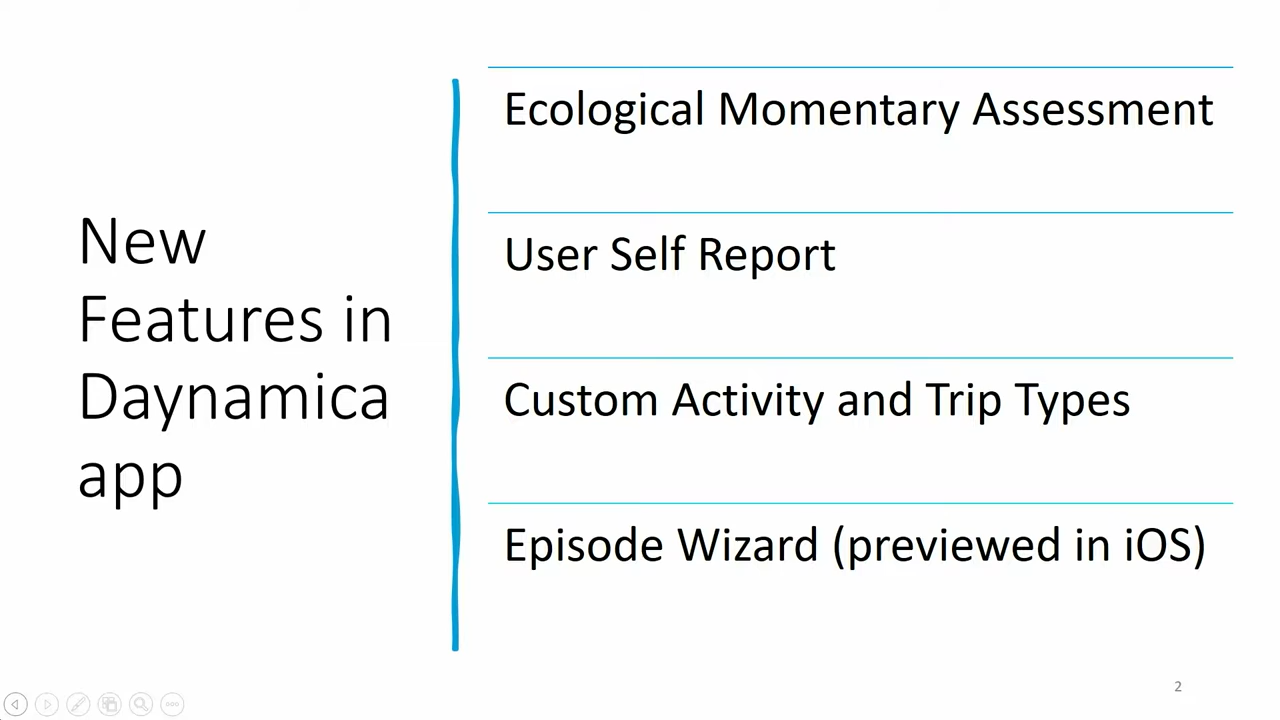 New
Features in
Daynamica
app
Ecological Momentary Assessment
User Self Report
Custom Activity and Trip Types
Episode Wizard (previewed in iOS)
2